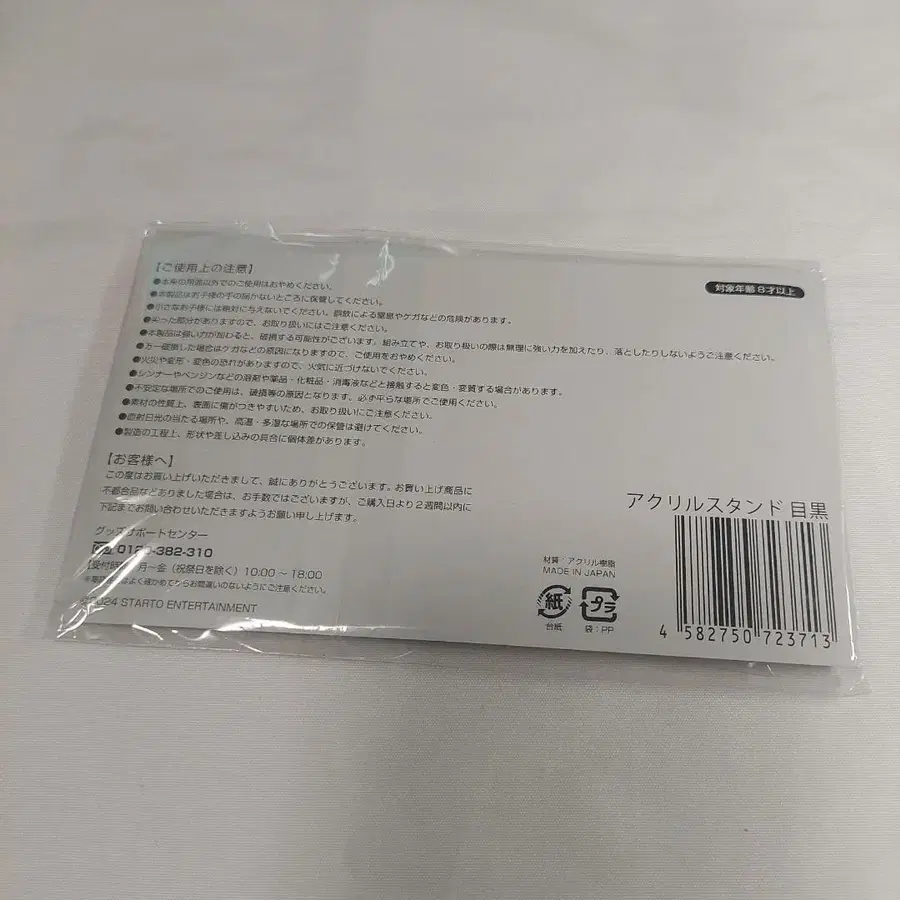 【ご使用上の注意】
対象年齢 6才以上
●本来の用途以外でのご使用はおやめください。
●本製品はお子様の手の届かないところに保管してください。
●小さなお子様には絶対に与えないでください。誤飲による窒息やケガなどの危険があります。
●尖った部分がありますので、お取り扱いにはご注意ください。
●本製品は強い力が加わると、破損する可能性がございます。組み立てや、お取り扱いの際は無理に強い力を加えたり、落としたりしないようご注意ください。
●万一破損した場合はケガなどの原因になりますので、ご使用をおやめください。
●火災や変形・変色の恐れがありますので、火気に近づけないでください。
●シンナーやベンジンなどの溶剤や薬品・化粧品・消毒液などと接触すると変色・変質する場合があります。
●不安定な場所でのご使用は、破損等の原因となります。必ず平らな場所でご使用ください。
●素材の性質上、表面に傷がつきやすいため、お取り扱いにご注意ください。
●直射日光の当たる場所や、高温・多湿な場所での保管は避けてください。
●製造の工程上、形状や差し込みの具合に個体差があります。
【お客様へ】
この度はお買い上げいただきまして、誠にありがとうございます。お買い上げ商品に
不都合品などありました場合は、お手数ではございますが、ご購入日より2週間以内に
下記までお問い合わせいただきますようお願い申し上げます。
グッズサポートセンター
0120-382-310
【受付時 月～金（祝祭日を除く）10:00～18:00
よく確かめてからお間違いのないようにご注意ください。
©2024 STARTO ENTERTAINMENT
材質：アクリル樹脂
MADE IN JAPAN
紙
プラ
台紙
袋：PP
アクリルスタンド 目黒
4 582750 723713